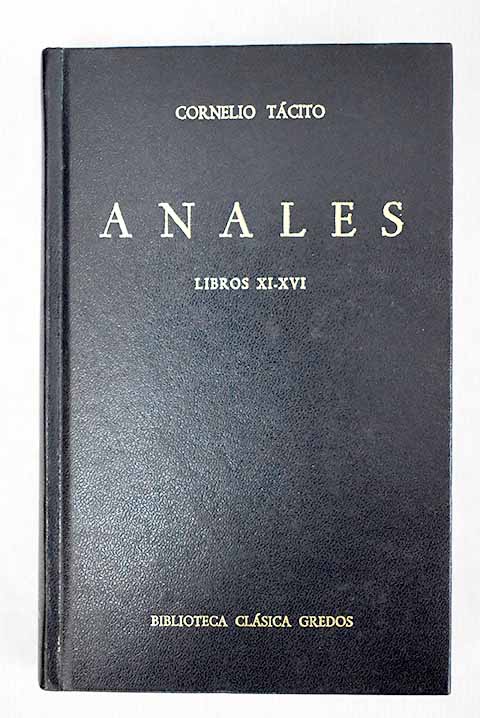 CORNELIO TÁCITO
ANALES
LIBROS XI-XVI
BIBLIOTECA CLÁSICA GREDOS